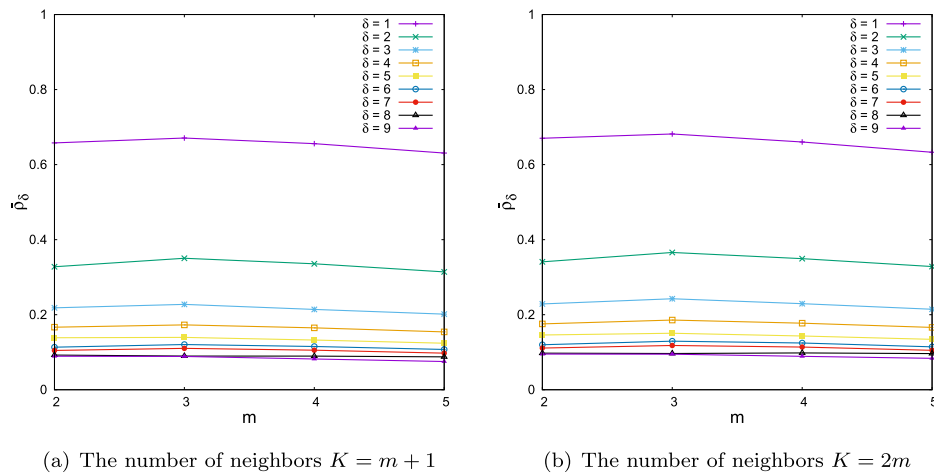 1
0.8
0.6
0.4
0.2
0
2
3
4
5
m
ρ̄δ
δ = 1
δ = 2
δ = 3
δ = 4
δ = 5
δ = 6
δ = 7
δ = 8
δ = 9
(a) The number of neighbors K = m + 1
1
0.8
0.6
0.4
0.2
0
2
3
4
5
m
ρ̄δ
δ = 1
δ = 2
δ = 3
δ = 4
δ = 5
δ = 6
δ = 7
δ = 8
δ = 9
(b) The number of neighbors K = 2m